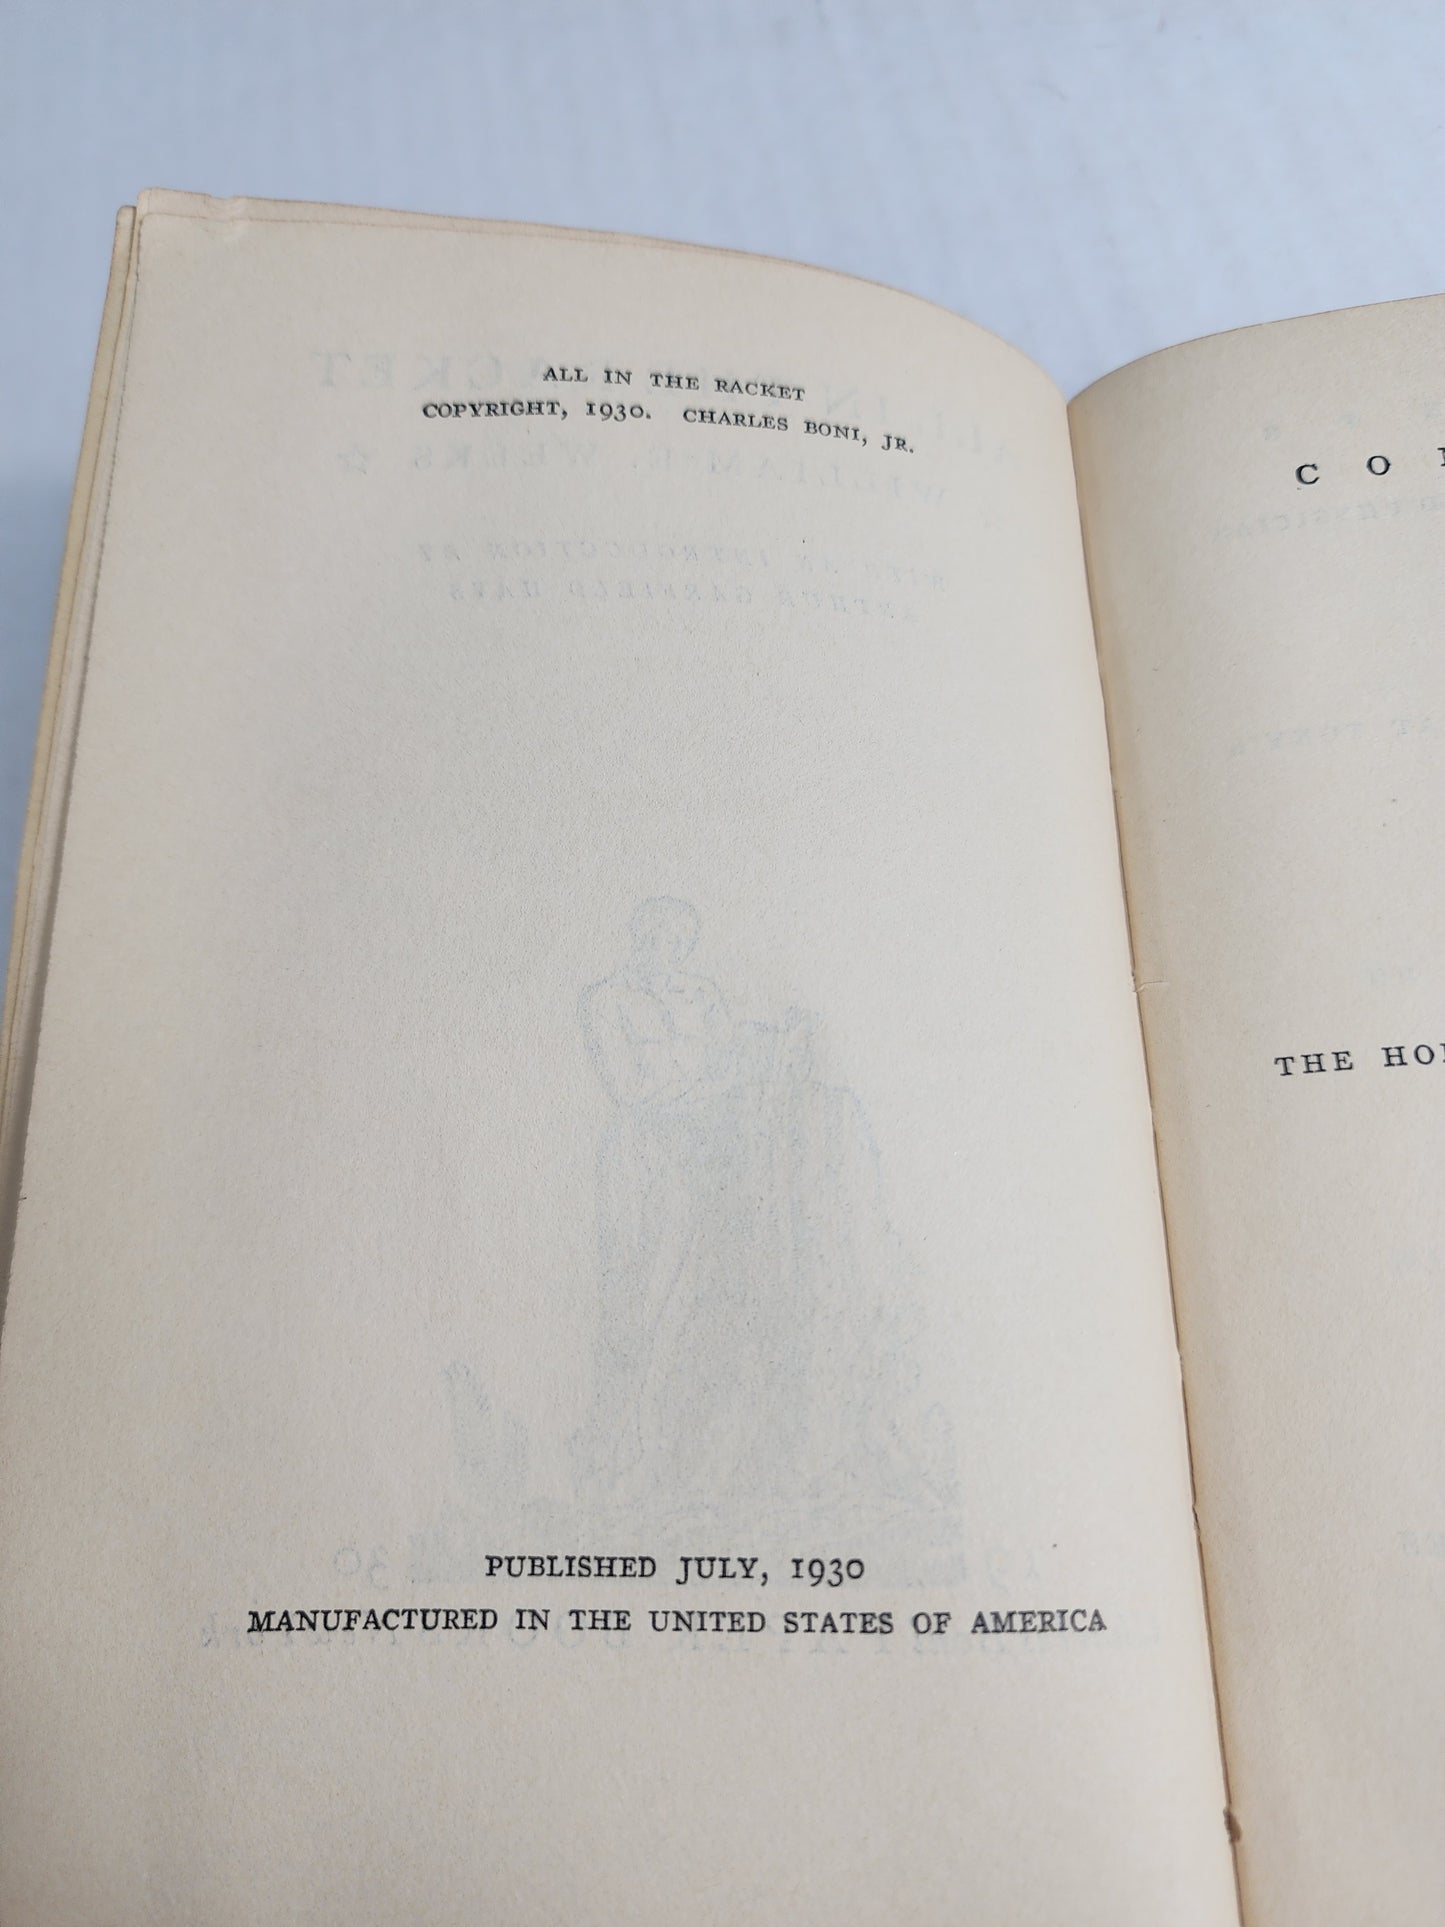 ALL IN THE RACKET
COPYRIGHT, 1930. CHARLES BONI, JR.
PUBLISHED JULY, 1930
MANUFACTURED IN THE UNITED STATES OF AMERICA
CO
THE HO